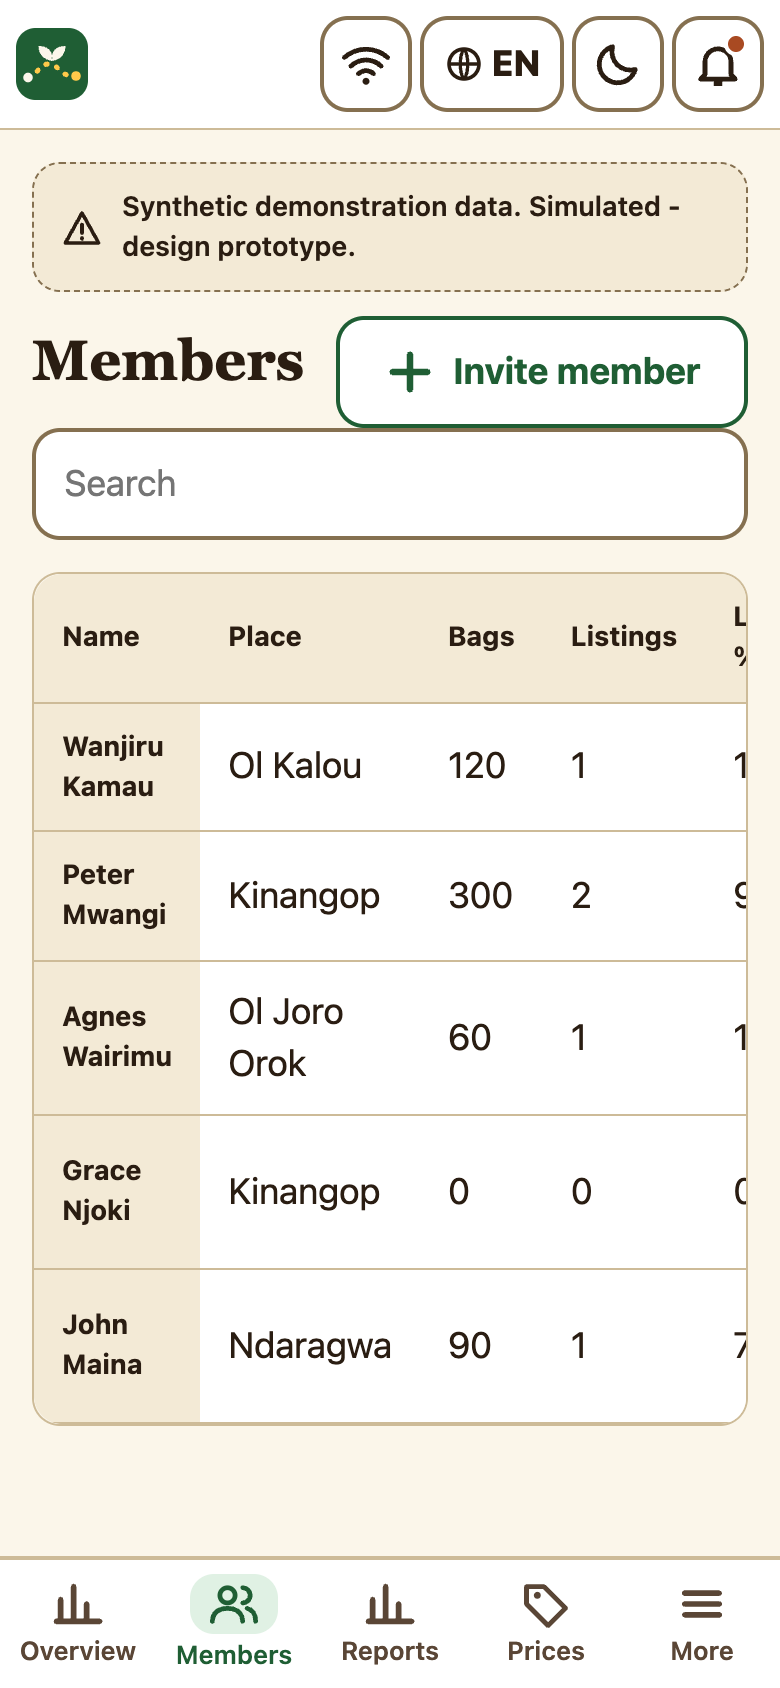 EN
Synthetic demonstration data. Simulated -
design prototype.
Members
Invite member
Search
Name Place Bags Listings
Wanjiru
Kamau
Ol Kalou 120 1
Peter
Mwangi
Kinangop 300 2
Agnes
Wairimu
Ol Joro
Orok
60 1
Grace
Njoki
Kinangop 0 0
John
Maina
Ndaragwa 90 1
Overview Members Reports Prices More